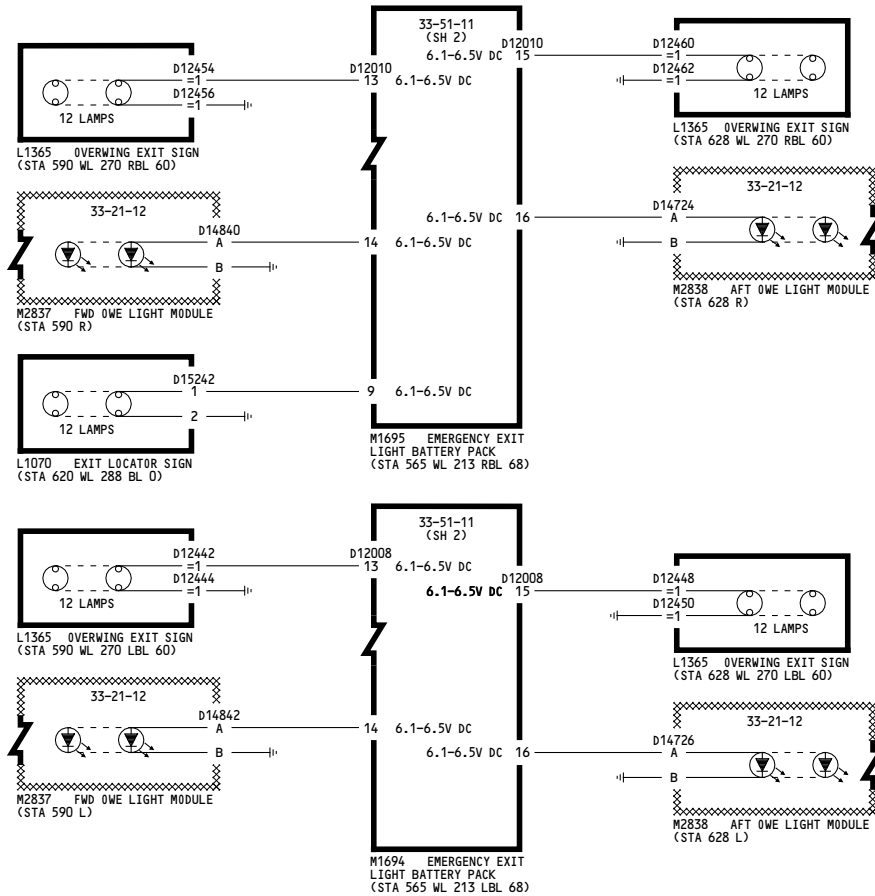 33-51-11
(SH 2)
D12454
=1
D12456
=1
12 LAMPS
L1365 OVERWING EXIT SIGN
(STA 590 WL 270 RBL 60)
D12010
13 6.1-6.5V DC
6.1-6.5V DC 15
D12010
D12460
=1
D12462
=1
12 LAMPS
L1365 OVERWING EXIT SIGN
(STA 628 WL 270 RBL 60)
33-21-12
D14840
A
B
M2837 FWD OWE LIGHT MODULE
(STA 590 R)
14 6.1-6.5V DC
6.1-6.5V DC 16
33-21-12
D14724
A
B
M2838 AFT OWE LIGHT MODULE
(STA 628 R)
D15242
1
2
12 LAMPS
L1070 EXIT LOCATOR SIGN
(STA 620 WL 288 BL 0)
9 6.1-6.5V DC
M1695 EMERGENCY EXIT
LIGHT BATTERY PACK
(STA 565 WL 213 RBL 68)
33-51-11
(SH 2)
D12442
=1
D12444
=1
12 LAMPS
L1365 OVERWING EXIT SIGN
(STA 590 WL 270 LBL 60)
D12008
13 6.1-6.5V DC
6.1-6.5V DC 15
D12008
D12448
=1
D12450
=1
12 LAMPS
L1365 OVERWING EXIT SIGN
(STA 628 WL 270 LBL 60)
33-21-12
D14842
A
B
M2837 FWD OWE LIGHT MODULE
(STA 590 L)
14 6.1-6.5V DC
6.1-6.5V DC 16
33-21-12
D14726
A
B
M2838 AFT OWE LIGHT MODULE
(STA 628 L)
M1694 EMERGENCY EXIT
LIGHT BATTERY PACK
(STA 565 WL 213 LBL 68)